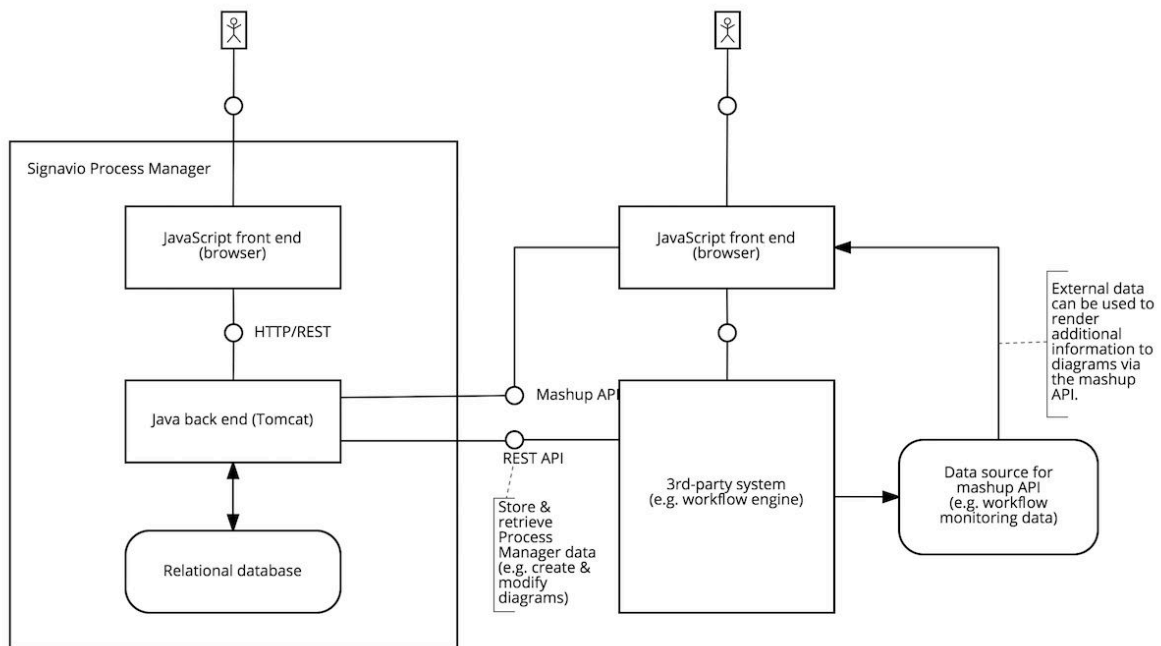 Signavio Process Manager
JavaScript front end
(browser)
HTTP/REST
Java back end (Tomcat)
Relational database
JavaScript front end
(browser)
Mashup API
REST API
Store &
retrieve
Process
Manager data
(e.g. create &
modify
diagrams)
3rd-party system
(e.g. workflow engine)
Data source for
mashup API
(e.g. workflow
monitoring data)
External data
can be used to
render
additional
information to
diagrams via
the mashup
API.